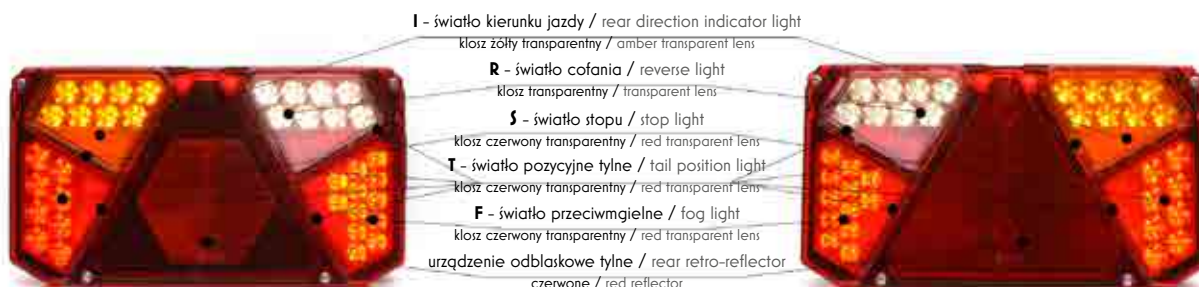 I - światło kierunku jazdy / rear direction indicator light
klosz żółty transparentny / amber transparent lens
R - światło cofania / reverse light
klosz transparentny / transparent lens
S - światło stopu / stop light
klosz czerwony transparentny / red transparent lens
T - światło pozycyjne tylne / tail position light
klosz czerwony transparentny / red transparent lens
F - światło przeciwmgielne / fog light
klosz czerwony transparentny / red transparent lens
urządzenie odblaskowe tylne / rear retro-reflector
czerwone / red reflector